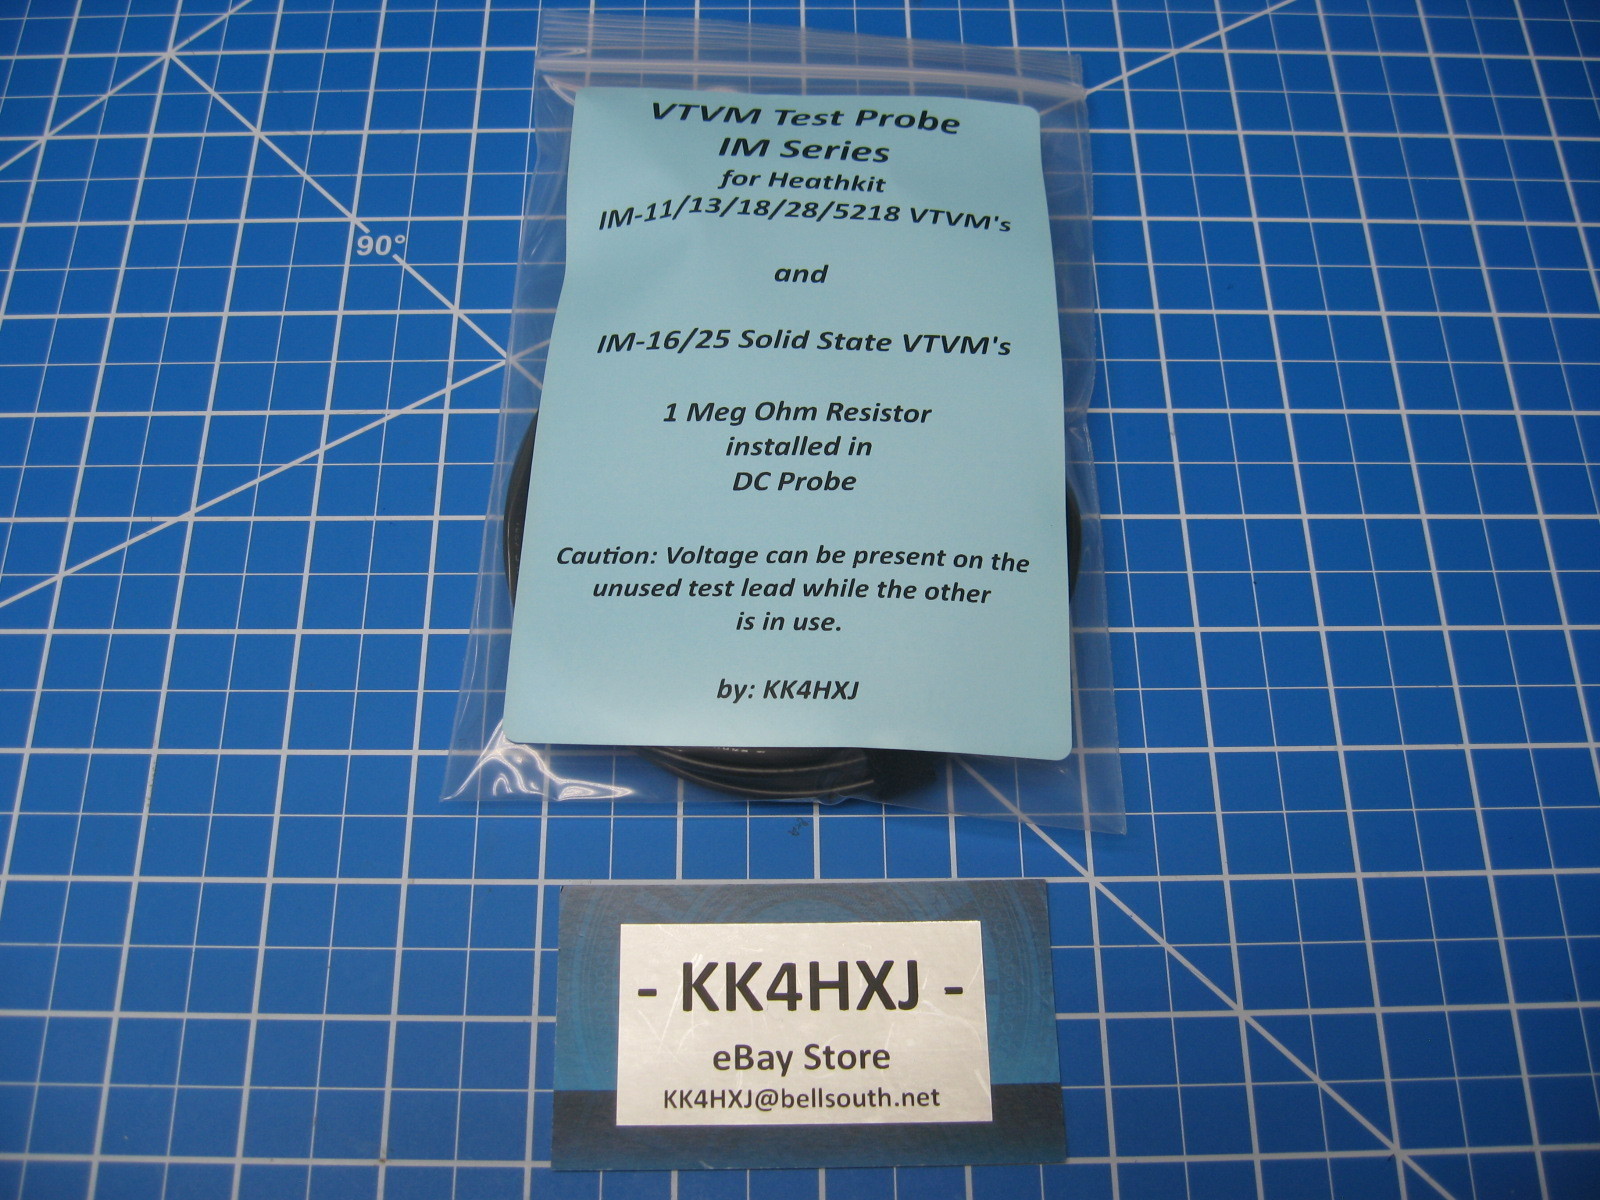 VTVM Test Probe
IM Series
for Heathkit
IM-11/13/18/28/5218 VTVM's
and
IM-16/25 Solid State VTVM's
1 Meg Ohm Resistor
installed in
DC Probe
Caution: Voltage can be present on the
unused test lead while the other
is in use.
by: KK4HXJ
90°
- KK4HXJ -
eBay Store
KK4HXJ@bellsouth.net